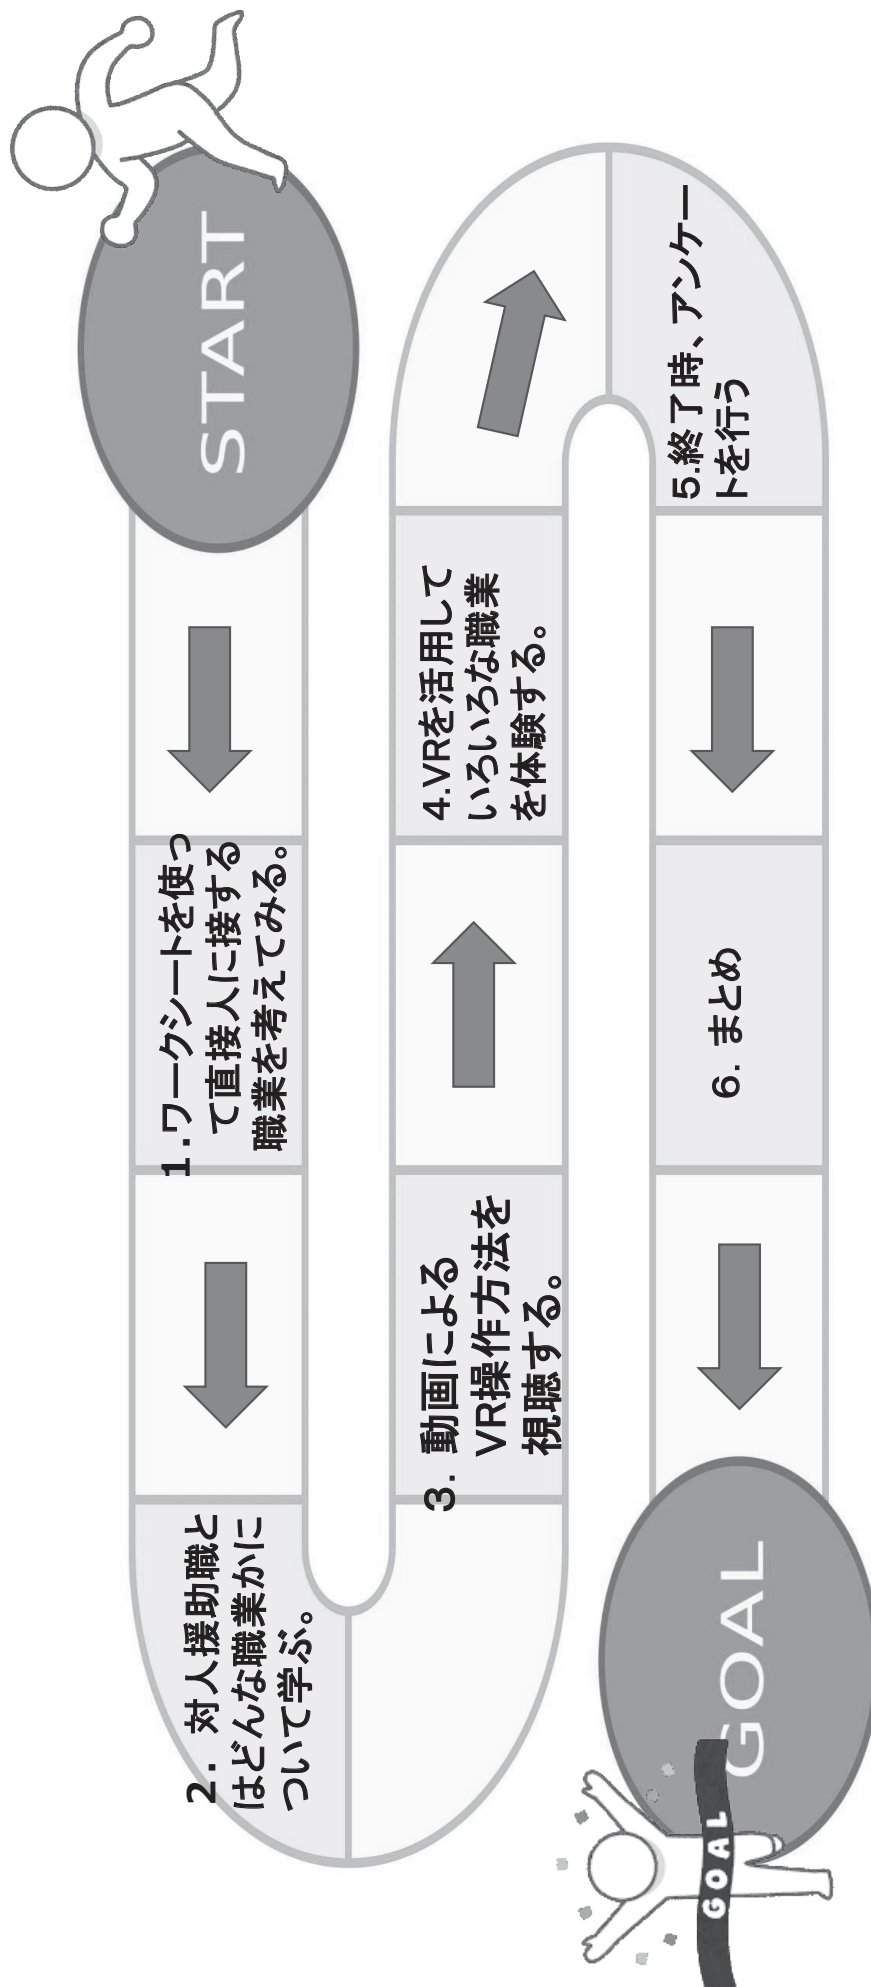 START
1.ワークシートを使っ
て直接人に接する
職業を考えてみる。
2. 対人援助職と
はどんな職業かに
ついて学ぶ。
3. 動画による
VR操作方法を
視聴する。
4.VRを活用して
いろいろな職業
を体験する。
5.終了時、アンケー
トを行う
6. まとめ
GOAL
GOAL